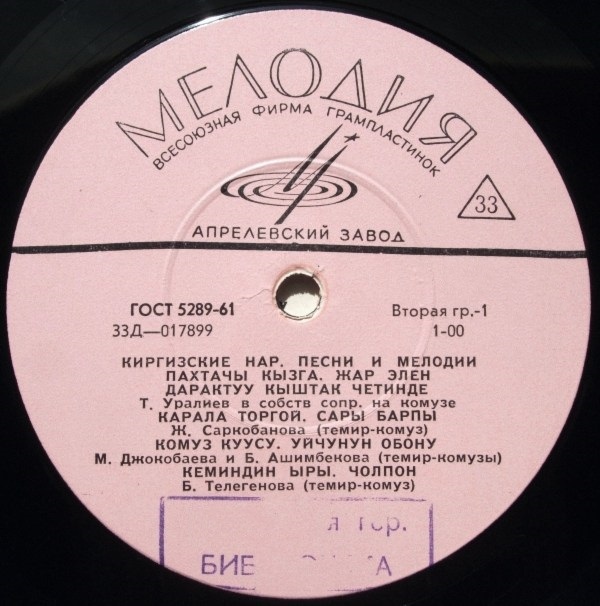 МЕЛОДИЯ
ВСЕСОЮЗНАЯ ФИРМА ГРАМПЛАСТИНОК
33
АПРЕЛЕВСКИЙ ЗАВОД
ГОСТ 5289-61 Вторая гр.-1
33Д—017899 1-00
КИРГИЗСКИЕ НАР. ПЕСНИ И МЕЛОДИИ
ПАХТАЧЫ КЫЗГА. ЖАР ЭЛЕН
ДАРАКТУУ КЫШТАК ЧЕТИНДЕ
Т. Уралиев в собств сопр. на комузе
КАРАЛА ТОРГОЙ. САРЫ БАРПЫ
Ж. Саркобанова (темир-комуз)
КОМУЗ КУУСУ. УЙЧУНУН ОБОНУ
М. Джокобаева и Б. Ашимбекова (темир-комузы)
КЕМИНДИН ЫРЫ. ЧОЛПОН
Б. Телегенова (темир-комуз)
гор.